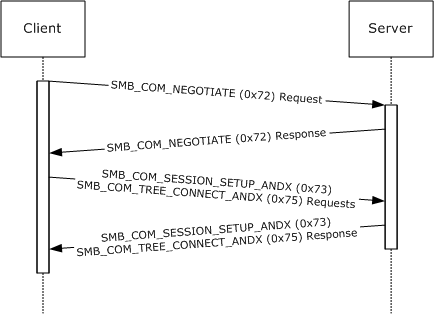 Client
Server
SMB_COM_NEGOTIATE (0x72) Request
SMB_COM_NEGOTIATE (0x72) Response
SMB_COM_SESSION_SETUP_ANDX (0x73)
SMB_COM_TREE_CONNECT_ANDX (0x75) Requests
SMB_COM_SESSION_SETUP_ANDX (0x73)
SMB_COM_TREE_CONNECT_ANDX (0x75) Response